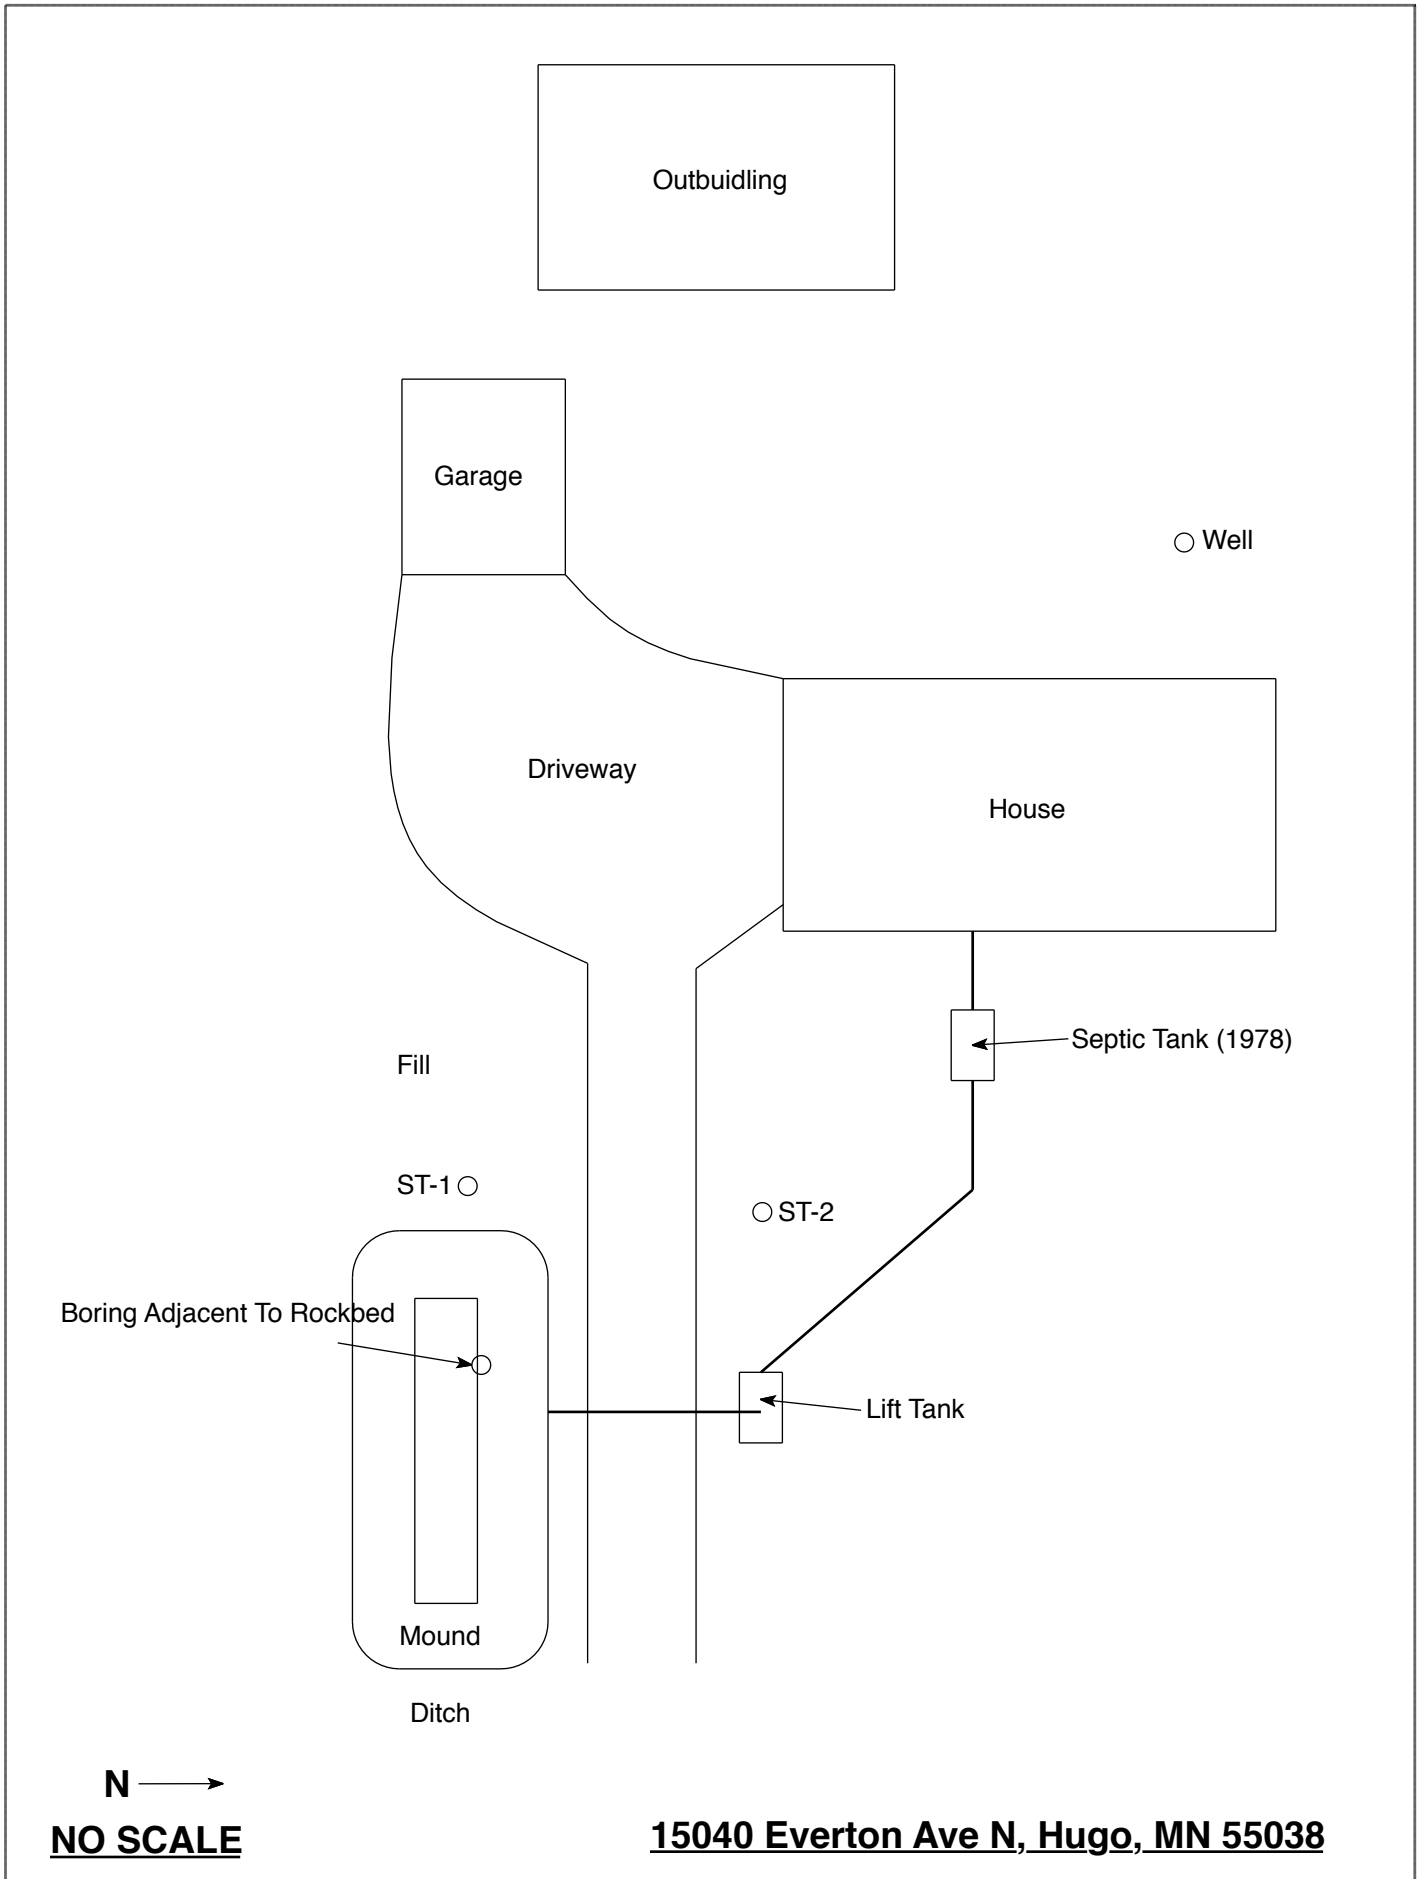 Outbuidling
Garage
Well
Driveway
House
Septic Tank (1978)
Fill
ST-1
ST-2
Boring Adjacent To Rockbed
Lift Tank
Mound
Ditch
N
NO SCALE
15040 Everton Ave N, Hugo, MN 55038